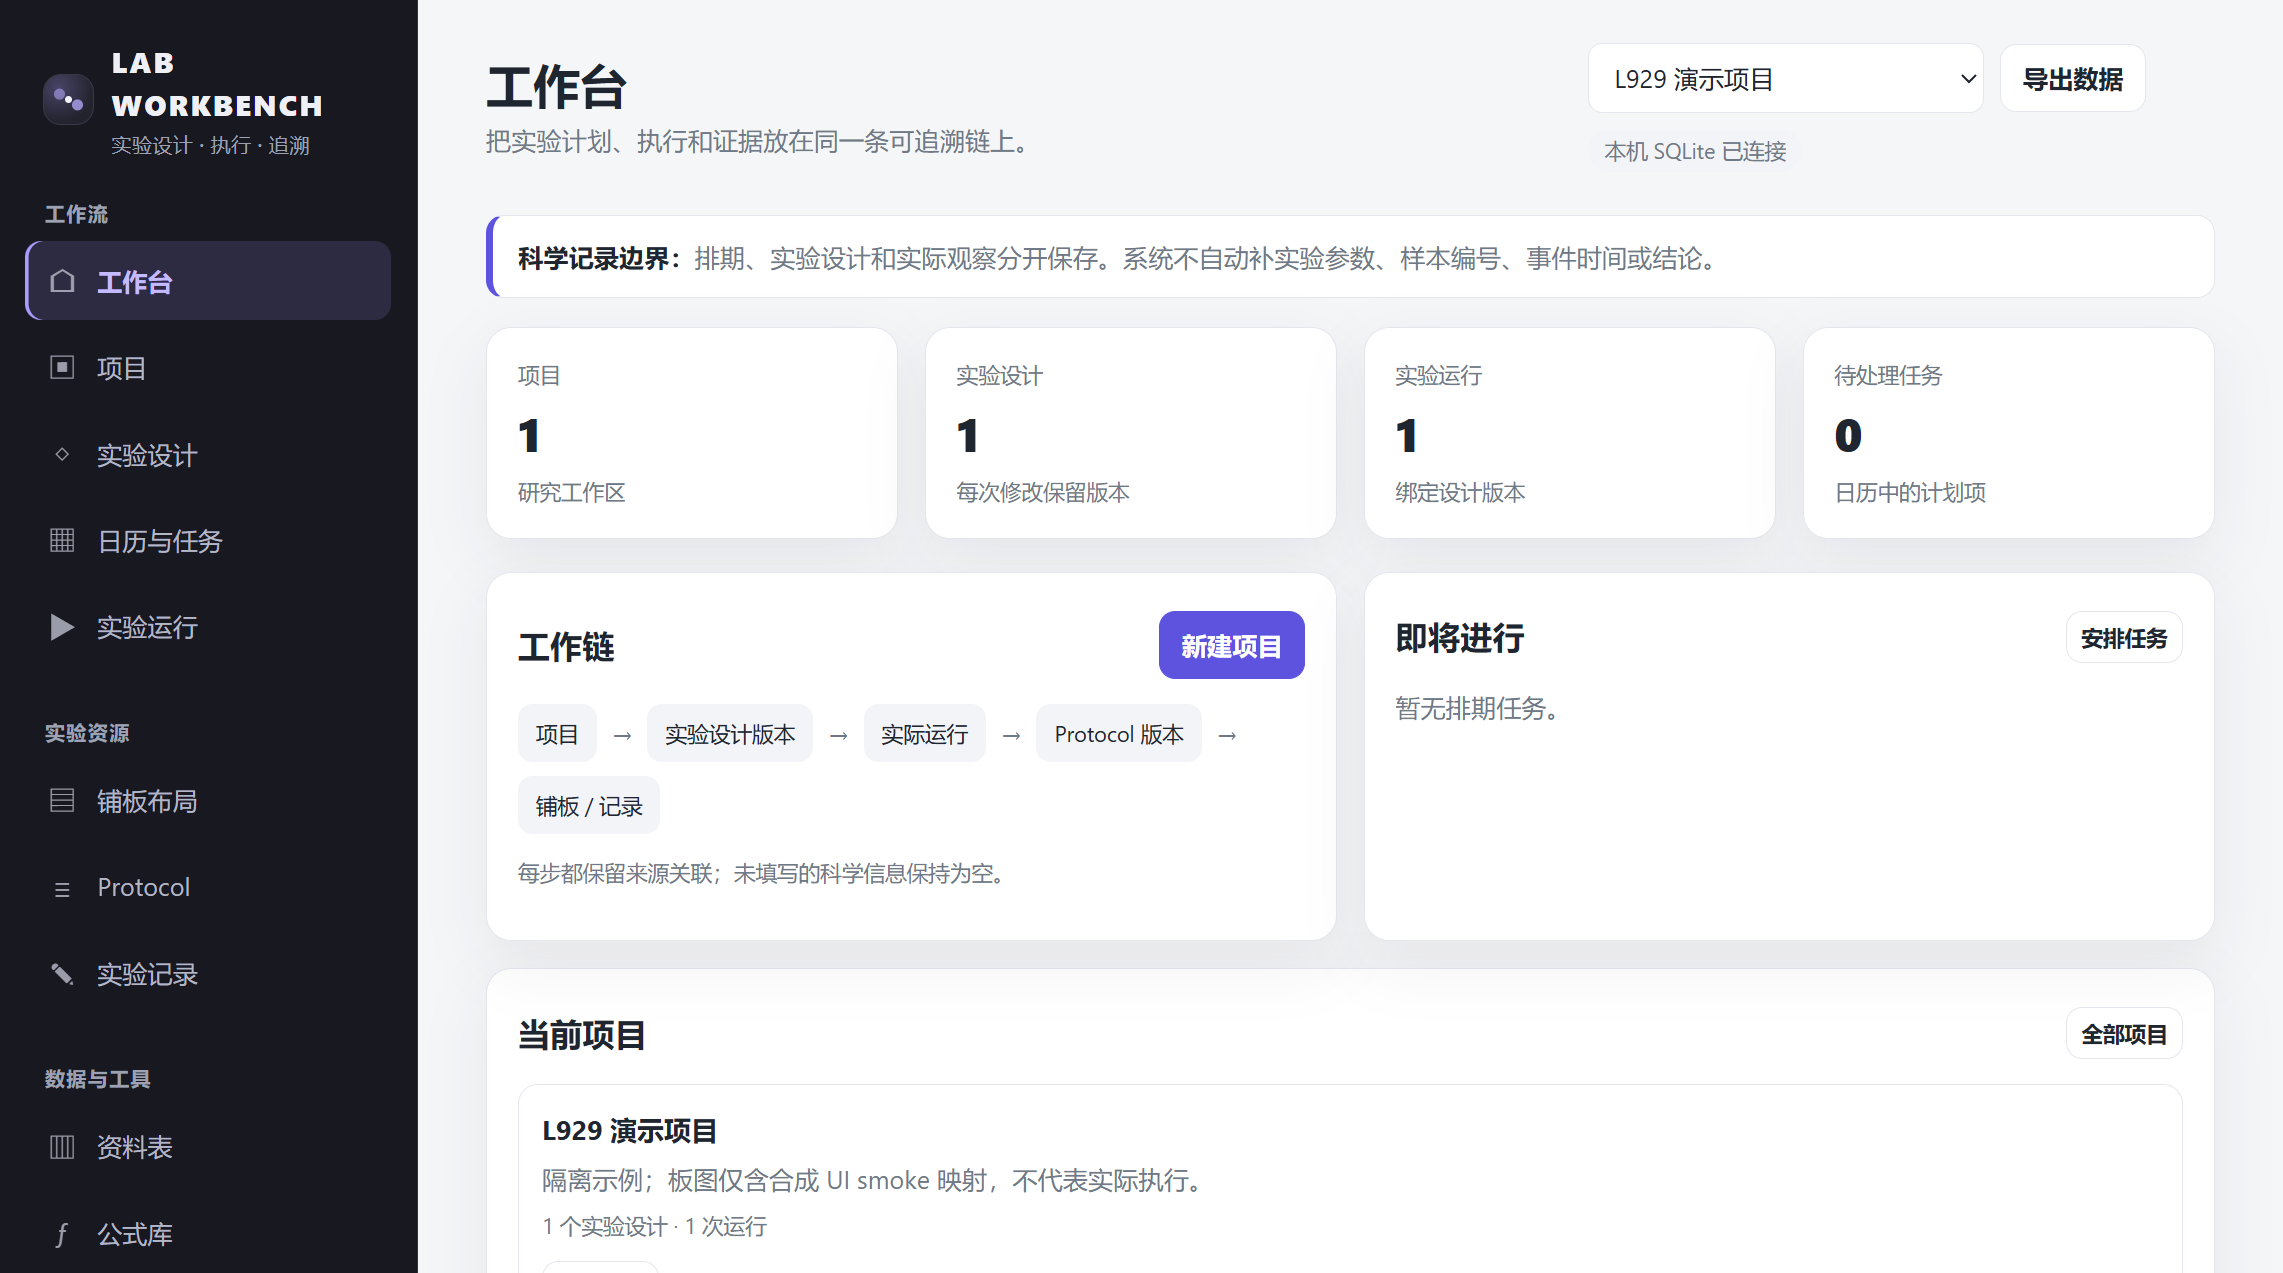 LAB
WORKBENCH
实验设计 · 执行 · 追溯
工作流
工作台
项目
实验设计
日历与任务
实验运行
实验资源
铺板布局
Protocol
实验记录
数据与工具
资料表
公式库
工作台
把实验计划、执行和证据放在同一条可追溯链上。
L929 演示项目
导出数据
本机 SQLite 已连接
科学记录边界：排期、实验设计和实际观察分开保存。系统不自动补实验参数、样本编号、事件时间或结论。
项目
1
研究工作区
实验设计
1
每次修改保留版本
实验运行
1
绑定设计版本
待处理任务
0
日历中的计划项
工作链
新建项目
项目 → 实验设计版本 → 实际运行 → Protocol 版本 →
铺板 / 记录
每步都保留来源关联；未填写的科学信息保持为空。
即将进行
安排任务
暂无排期任务。
当前项目
全部项目
L929 演示项目
隔离示例；板图仅含合成 UI smoke 映射，不代表实际执行。
1 个实验设计 · 1 次运行